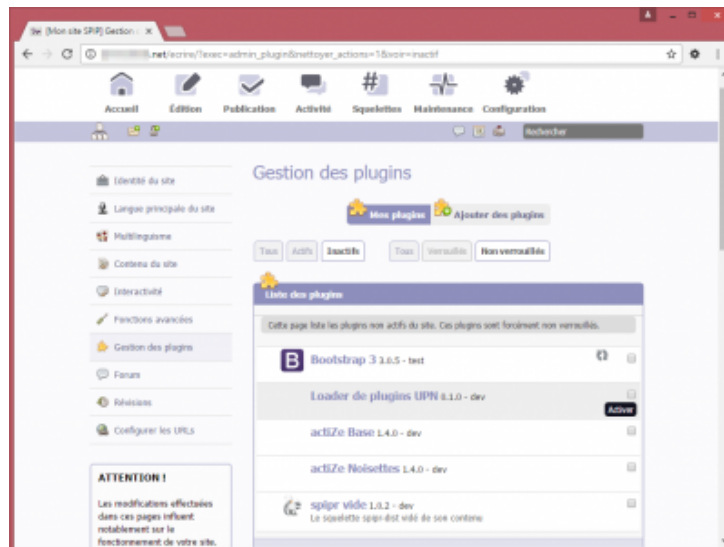 [Mon site SPIP] Gestion
.net/ecrire/?exec=admin_plugin&nettoyer_actions=1&voir=inactif
Accueil Édition Publication Activité Squelettes Maintenance Configuration
Rechercher
Identité du site
Langue principale du site
Multilinguisme
Contenu du site
Interactivité
Fonctions avancées
Gestion des plugins
Forum
Révisions
Configurer les URLs
ATTENTION !
Les modifications effectuées
dans ces pages influent
notablement sur le
fonctionnement de votre site.
Gestion des plugins
Mes plugins Ajouter des plugins
Tous Actifs Inactifs Tous Verrouillés Non verrouillés
Liste des plugins
Cette page liste les plugins non actifs du site. Ces plugins sont forcément non verrouillés.
B Bootstrap 3 3.0.5 - test
Loader de plugins UPN 0.1.0 - dev
Activer
actiZe Base 1.4.0 - dev
actiZe Noisettes 1.4.0 - dev
spipr vide 1.0.2 - dev
Le squelette spipr-dist vidé de son contenu